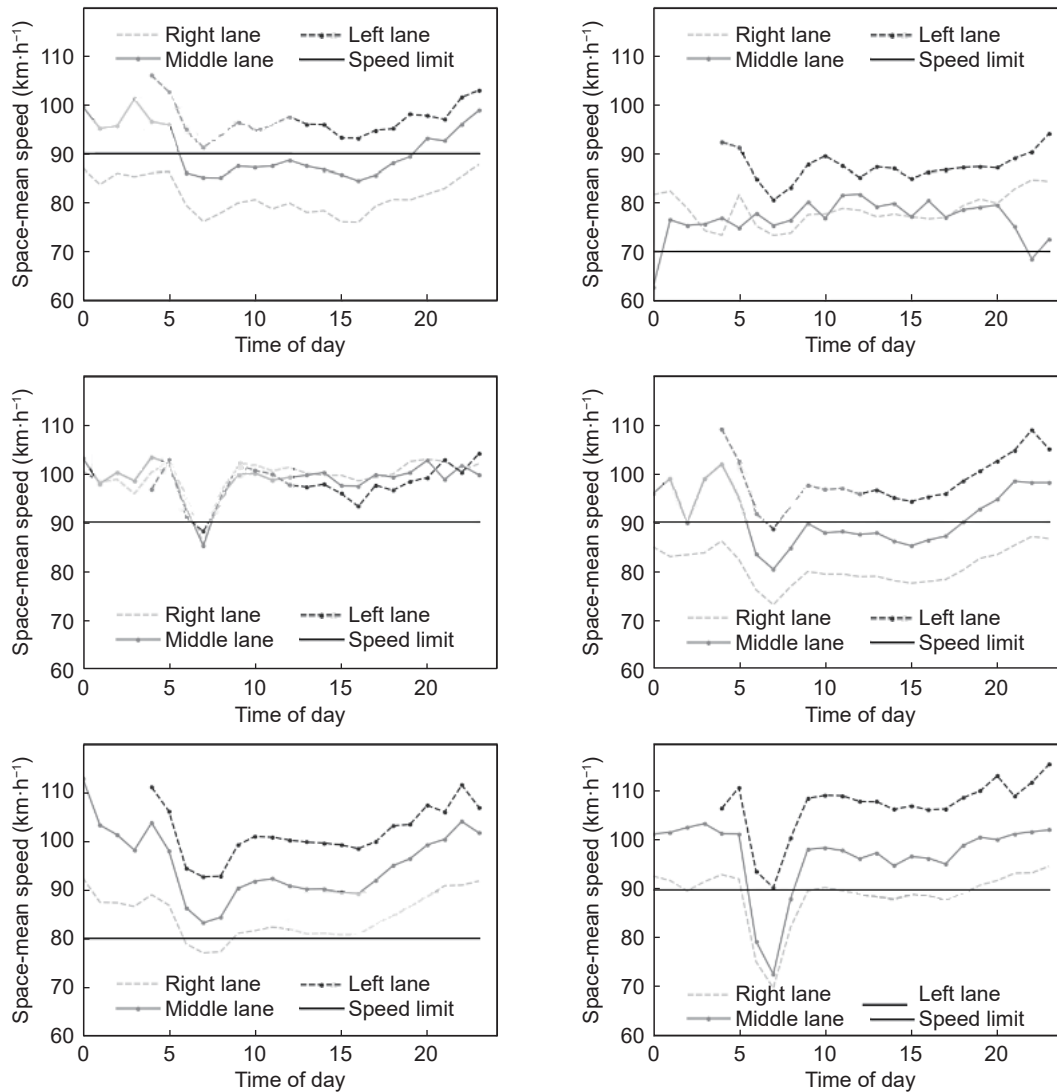 Space-mean speed (km·h⁻¹)
110
100
90
80
70
60
Right lane
Left lane
Middle lane
Speed limit
0 5 10 15 20
Time of day
Space-mean speed (km·h⁻¹)
110
100
90
80
70
60
Right lane
Left lane
Middle lane
Speed limit
0 5 10 15 20
Time of day
Space-mean speed (km·h⁻¹)
110
100
90
80
70
60
Right lane
Left lane
Middle lane
Speed limit
0 5 10 15 20
Time of day
Space-mean speed (km·h⁻¹)
110
100
90
80
70
60
Right lane
Left lane
Middle lane
Speed limit
0 5 10 15 20
Time of day
Space-mean speed (km·h⁻¹)
110
100
90
80
70
60
Right lane
Left lane
Middle lane
Speed limit
0 5 10 15 20
Time of day
Space-mean speed (km·h⁻¹)
110
100
90
80
70
60
Right lane
Left lane
Middle lane
Speed limit
0 5 10 15 20
Time of day